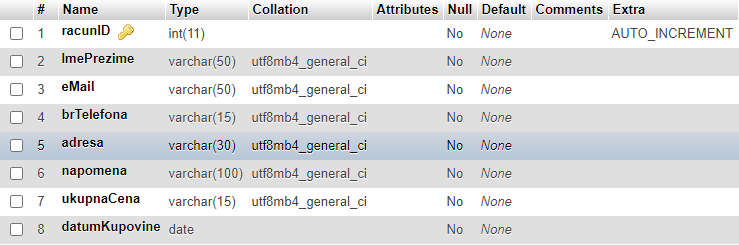 # Name Type Collation Attributes Null Default Comments Extra
1 racunID int(11) No None AUTO_INCREMENT
2 ImePrezime varchar(50) utf8mb4_general_ci No None
3 eMail varchar(50) utf8mb4_general_ci No None
4 brTelefona varchar(15) utf8mb4_general_ci No None
5 adresa varchar(30) utf8mb4_general_ci No None
6 napomena varchar(100) utf8mb4_general_ci No None
7 ukupnaCena varchar(15) utf8mb4_general_ci No None
8 datumKupovine date No None